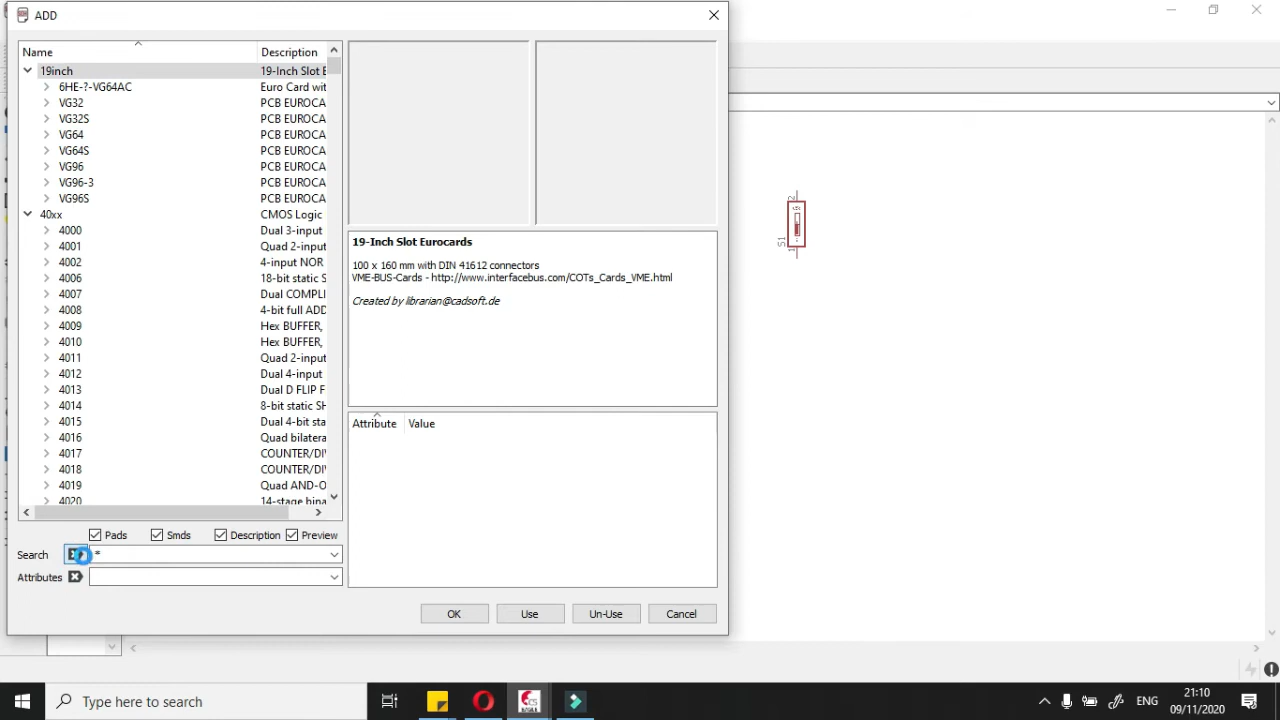 ADD
Name Description
19inch 19-Inch Slot E
6HE-?-VG64AC Euro Card wit
VG32 PCB EUROCA
VG32S PCB EUROCA
VG64 PCB EUROCA
VG64S PCB EUROCA
VG96 PCB EUROCA
VG96-3 PCB EUROCA
VG96S PCB EUROCA
40xx CMOS Logic
4000 Dual 3-input
4001 Quad 2-input
4002 4-input NOR
4006 18-bit static S
4007 Dual COMPLI
4008 4-bit full ADD
4009 Hex BUFFER,
4010 Hex BUFFER,
4011 Quad 2-input
4012 Dual 4-input
4013 Dual D FLIP F
4014 8-bit static SH
4015 Dual 4-bit sta
4016 Quad bilatera
4017 COUNTER/DIV
4018 COUNTER/DIV
4019 Quad AND-O
4020 14-stage bina
19-Inch Slot Eurocards
100 x 160 mm with DIN 41612 connectors
VME-BUS-Cards - http://www.interfacebus.com/COTs_Cards_VME.html
Created by librarian@cadsoft.de
Attribute Value
Pads Smds Description Preview
Search *
Attributes
OK Use Un-Use Cancel
2
S1
1
Type here to search
ENG
21:10
09/11/2020